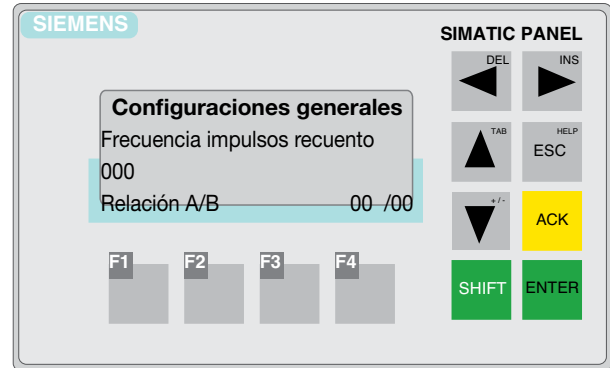 SIEMENS
SIMATIC PANEL
DEL
INS
Configuraciones generales
Frecuencia impulsos recuento
000
Relación A/B 00 /00
TAB
HELP
ESC
+/-
ACK
F1 F2 F3 F4
SHIFT ENTER